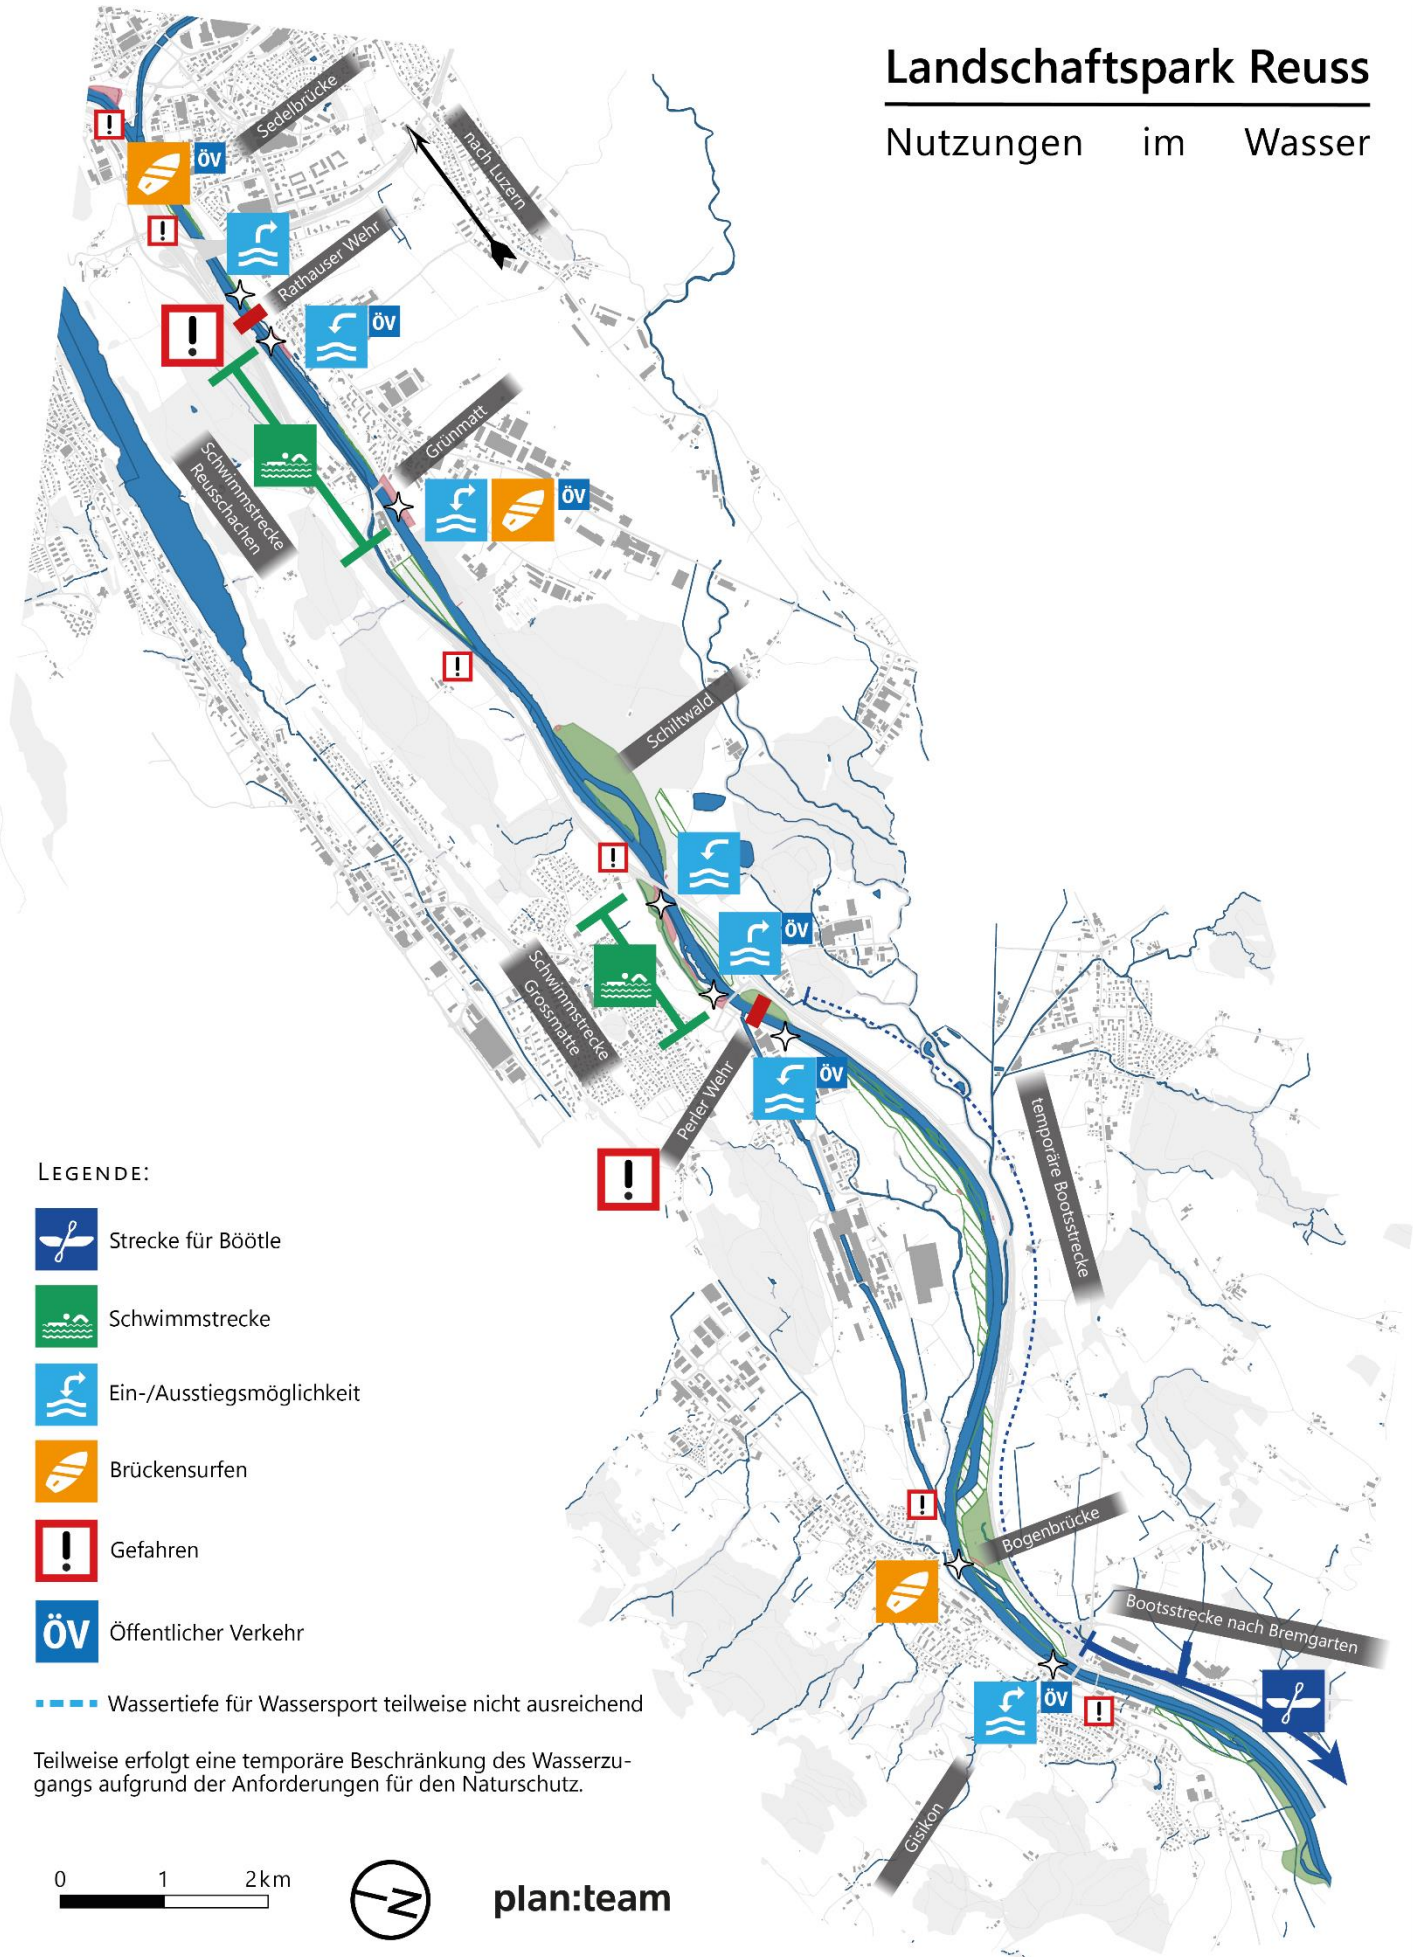 Landschaftspark Reuss
Nutzungen im Wasser
Sedelbrücke
nach Luzern
!
ÖV
!
Rathauser Wehr
!
ÖV
Grünmatt
Schwimmstrecke
Reusschachen
ÖV
!
Schiltwald
!
ÖV
Schwimmstrecke
Grossmatte
Perler Wehr
ÖV
!
temporäre Bootsstrecke
!
Bogenbrücke
Bootsstrecke nach Bremgarten
ÖV
!
Gisikon
LEGENDE:
Strecke für Böötle
Schwimmstrecke
Ein-/Ausstiegsmöglichkeit
Brückensurfen
! Gefahren
ÖV Öffentlicher Verkehr
Wassertiefe für Wassersport teilweise nicht ausreichend
Teilweise erfolgt eine temporäre Beschränkung des Wasserzu-
gangs aufgrund der Anforderungen für den Naturschutz.
0 1 2km
N
plan:team